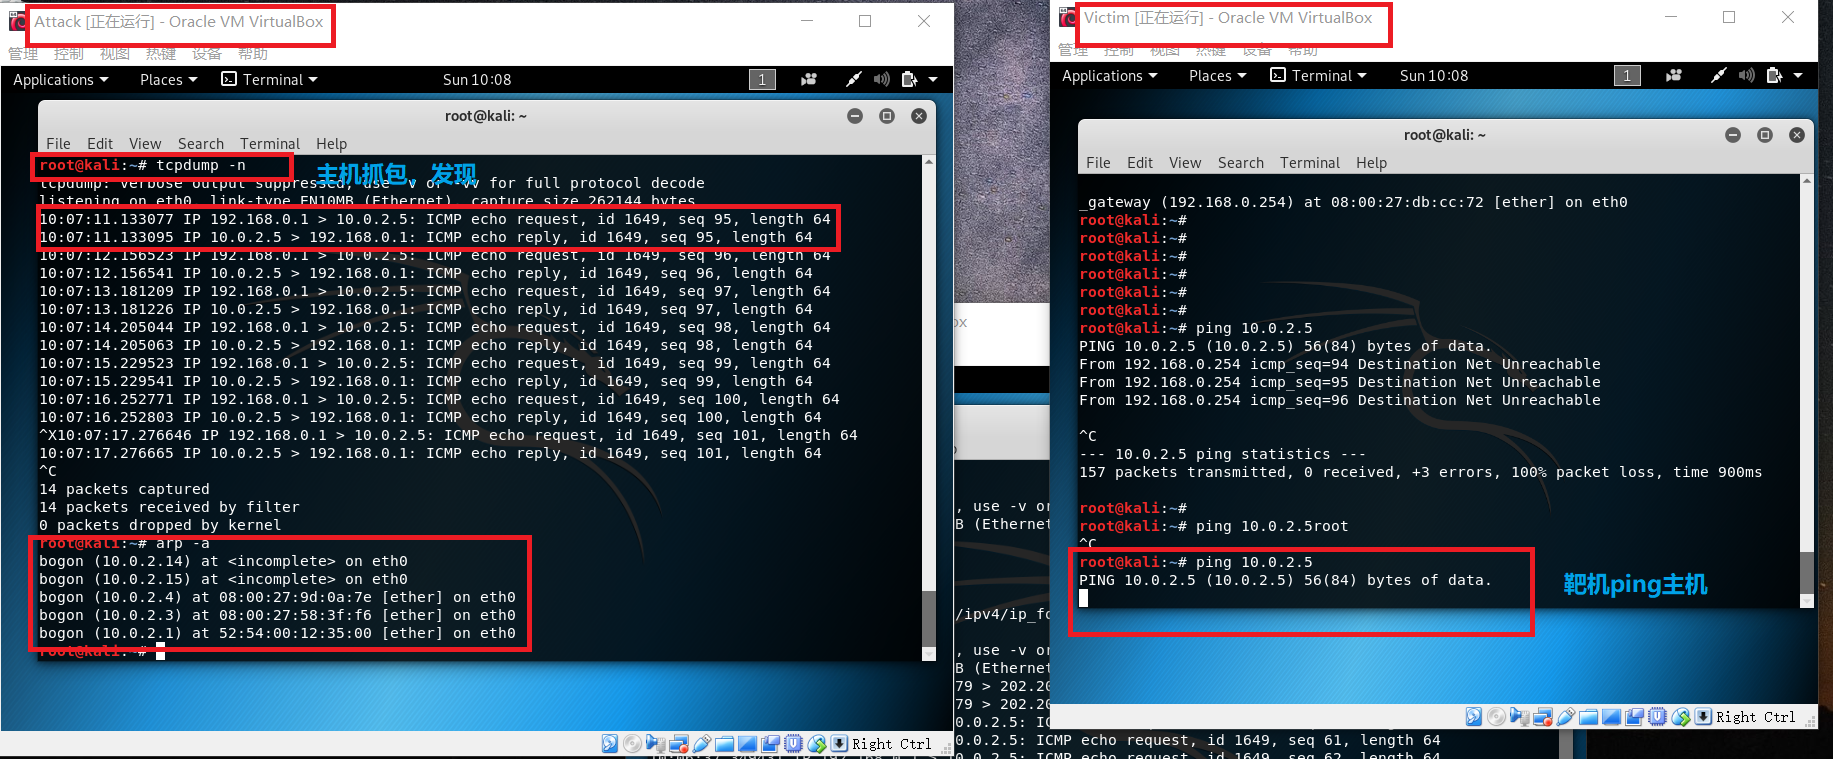 Attack [正在运行] - Oracle VM VirtualBox
管理 控制 视图 热键 设备 帮助
Applications Places Terminal Sun 10:08 1
root@kali: ~
File Edit View Search Terminal Help
root@kali:~# tcpdump -n
主机抓包，发现
tcpdump: verbose output suppressed, use -v or -vv for full protocol decode
listening on eth0, link-type EN10MB (Ethernet), capture size 262144 bytes
10:07:11.133077 IP 192.168.0.1 > 10.0.2.5: ICMP echo request, id 1649, seq 95, length 64
10:07:11.133095 IP 10.0.2.5 > 192.168.0.1: ICMP echo reply, id 1649, seq 95, length 64
10:07:12.156523 IP 192.168.0.1 > 10.0.2.5: ICMP echo request, id 1649, seq 96, length 64
10:07:12.156541 IP 10.0.2.5 > 192.168.0.1: ICMP echo reply, id 1649, seq 96, length 64
10:07:13.181209 IP 192.168.0.1 > 10.0.2.5: ICMP echo request, id 1649, seq 97, length 64
10:07:13.181226 IP 10.0.2.5 > 192.168.0.1: ICMP echo reply, id 1649, seq 97, length 64
10:07:14.205044 IP 192.168.0.1 > 10.0.2.5: ICMP echo request, id 1649, seq 98, length 64
10:07:14.205063 IP 10.0.2.5 > 192.168.0.1: ICMP echo reply, id 1649, seq 98, length 64
10:07:15.229523 IP 192.168.0.1 > 10.0.2.5: ICMP echo request, id 1649, seq 99, length 64
10:07:15.229541 IP 10.0.2.5 > 192.168.0.1: ICMP echo reply, id 1649, seq 99, length 64
10:07:16.252771 IP 192.168.0.1 > 10.0.2.5: ICMP echo request, id 1649, seq 100, length 64
10:07:16.252803 IP 10.0.2.5 > 192.168.0.1: ICMP echo reply, id 1649, seq 100, length 64
^X10:07:17.276646 IP 192.168.0.1 > 10.0.2.5: ICMP echo request, id 1649, seq 101, length 64
10:07:17.276665 IP 10.0.2.5 > 192.168.0.1: ICMP echo reply, id 1649, seq 101, length 64
^C
14 packets captured
14 packets received by filter
0 packets dropped by kernel
root@kali:~# arp -a
bogon (10.0.2.14) at <incomplete> on eth0
bogon (10.0.2.15) at <incomplete> on eth0
bogon (10.0.2.4) at 08:00:27:9d:0a:7e [ether] on eth0
bogon (10.0.2.3) at 08:00:27:58:3f:f6 [ether] on eth0
bogon (10.0.2.1) at 52:54:00:12:35:00 [ether] on eth0
root@kali:~#
Right Ctrl
ox
, use -v or
B (Ethernet
/ipv4/ip_fo
, use -v or
B (Ethernet
79 > 202.20
79 > 202.20
0.0.2.5: IC
0.0.2.5: ICMP echo request, id 1649, seq 61, length 64
0.0.2.5: ICMP echo request, id 1649, seq 62, length 64
Victim [正在运行] - Oracle VM VirtualBox
管理 控制 视图 热键 设备 帮助
Applications Places Terminal Sun 10:08 1
root@kali: ~
File Edit View Search Terminal Help
_gateway (192.168.0.254) at 08:00:27:db:cc:72 [ether] on eth0
root@kali:~#
root@kali:~#
root@kali:~#
root@kali:~#
root@kali:~#
root@kali:~#
root@kali:~# ping 10.0.2.5
PING 10.0.2.5 (10.0.2.5) 56(84) bytes of data.
From 192.168.0.254 icmp_seq=94 Destination Net Unreachable
From 192.168.0.254 icmp_seq=95 Destination Net Unreachable
From 192.168.0.254 icmp_seq=96 Destination Net Unreachable
^C
--- 10.0.2.5 ping statistics ---
157 packets transmitted, 0 received, +3 errors, 100% packet loss, time 900ms
root@kali:~#
root@kali:~# ping 10.0.2.5root
^C
root@kali:~# ping 10.0.2.5
PING 10.0.2.5 (10.0.2.5) 56(84) bytes of data.
靶机ping主机
Right Ctrl